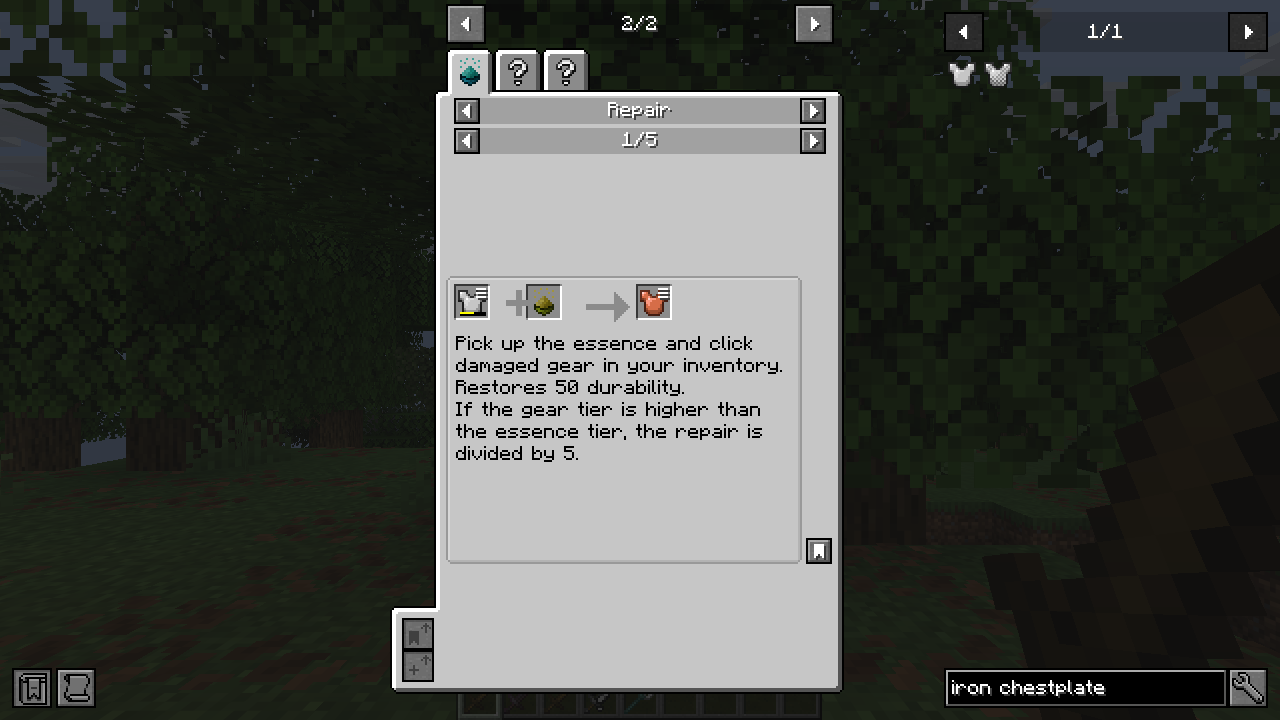 2/2
1/1
Repair
1/5
Pick up the essence and click
damaged gear in your inventory.
Restores 50 durability.
If the gear tier is higher than
the essence tier, the repair is
divided by 5.
iron chestplate